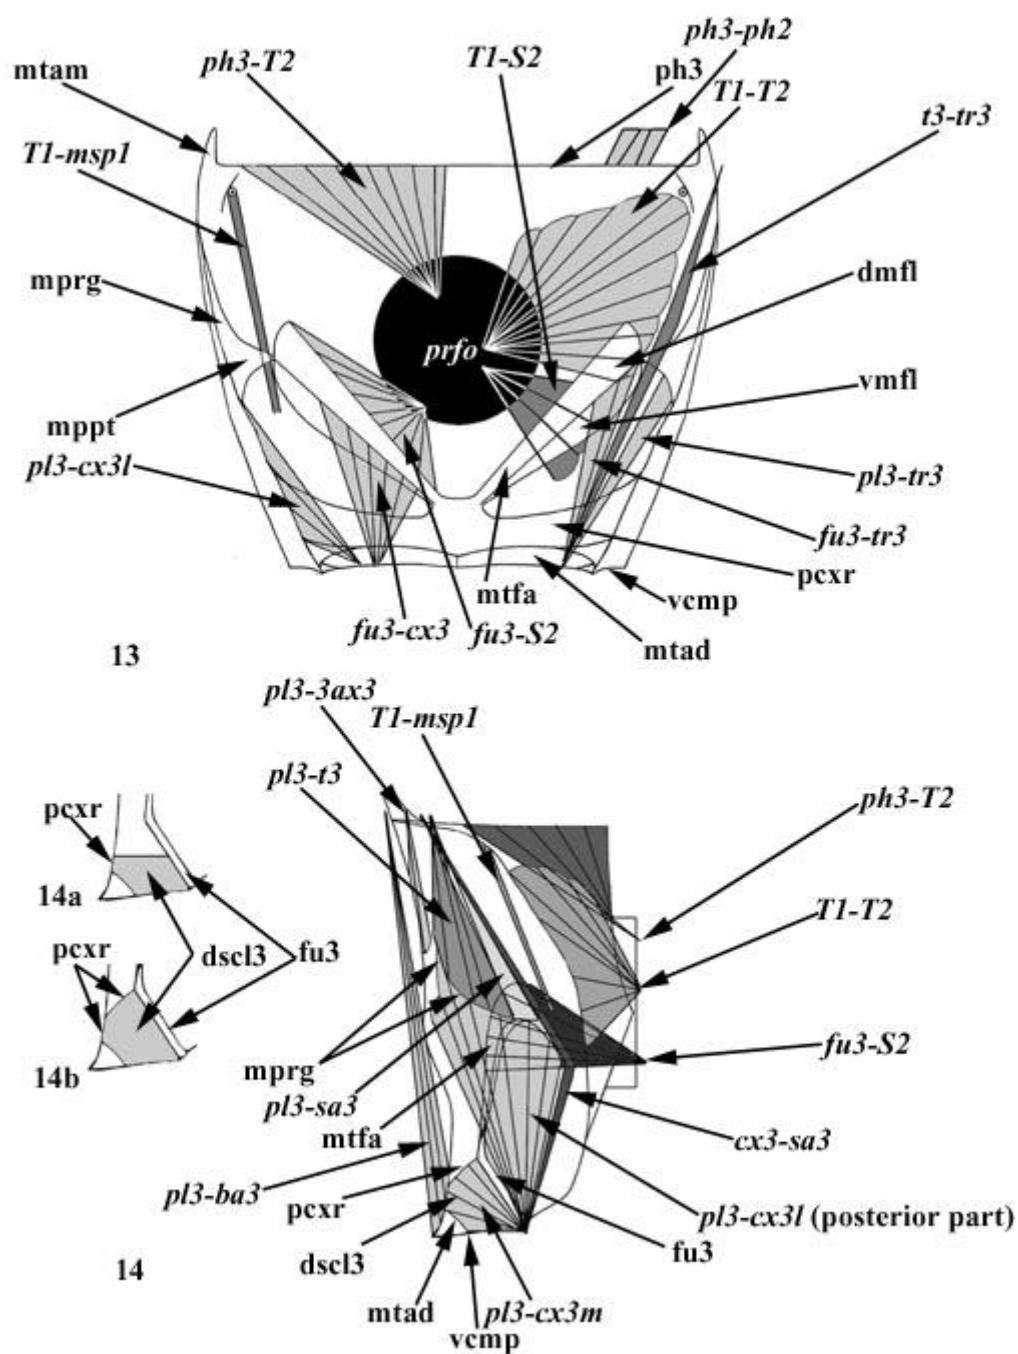 ph3-ph2
T1-S2
ph3-T2
ph3
mtam
T1-T2
t3-tr3
T1-msp1
dmfl
mprg
prfo
vmfl
mppt
pl3-cx3l
pl3-tr3
fu3-tr3
pcxr
mtfa
vcmp
fu3-cx3
fu3-S2
mtad
13
pl3-3ax3
T1-msp1
pl3-t3
ph3-T2
pcxr
14a
T1-T2
pcxr
dscl3
fu3
fu3-S2
14b
mprg
pl3-sa3
mtfa
cx3-sa3
pl3-ba3
pcxr
pl3-cx3l (posterior part)
dscl3
fu3
14
mtad
pl3-cx3m
vcmp